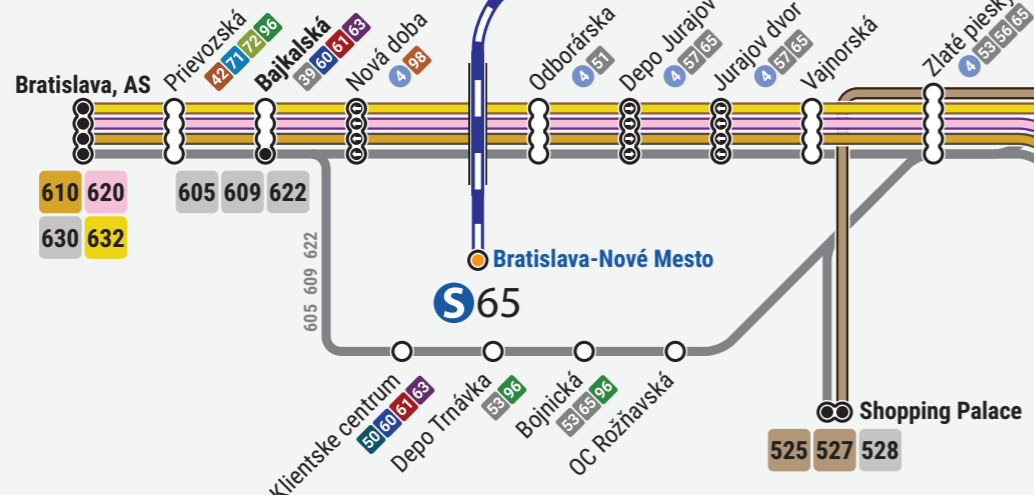 Prievozská
42 71 72 96
Bajkalská
39 60 61 63
Nová doba
4 98
Odborárska
4 51
Depo Jurajov
4 57 65
Jurajov dvor
4 57 65
Vajnorská
Zlaté piesky
4 53 56 65
Bratislava, AS
610 620
630 632
605 609 622
605 609 622
Bratislava-Nové Mesto
S 65
Klientske centrum
50 60 61 63
Depo Trnávka
53 96
Bojnická
53 65 96
OC Rožňavská
Shopping Palace
525 527 528